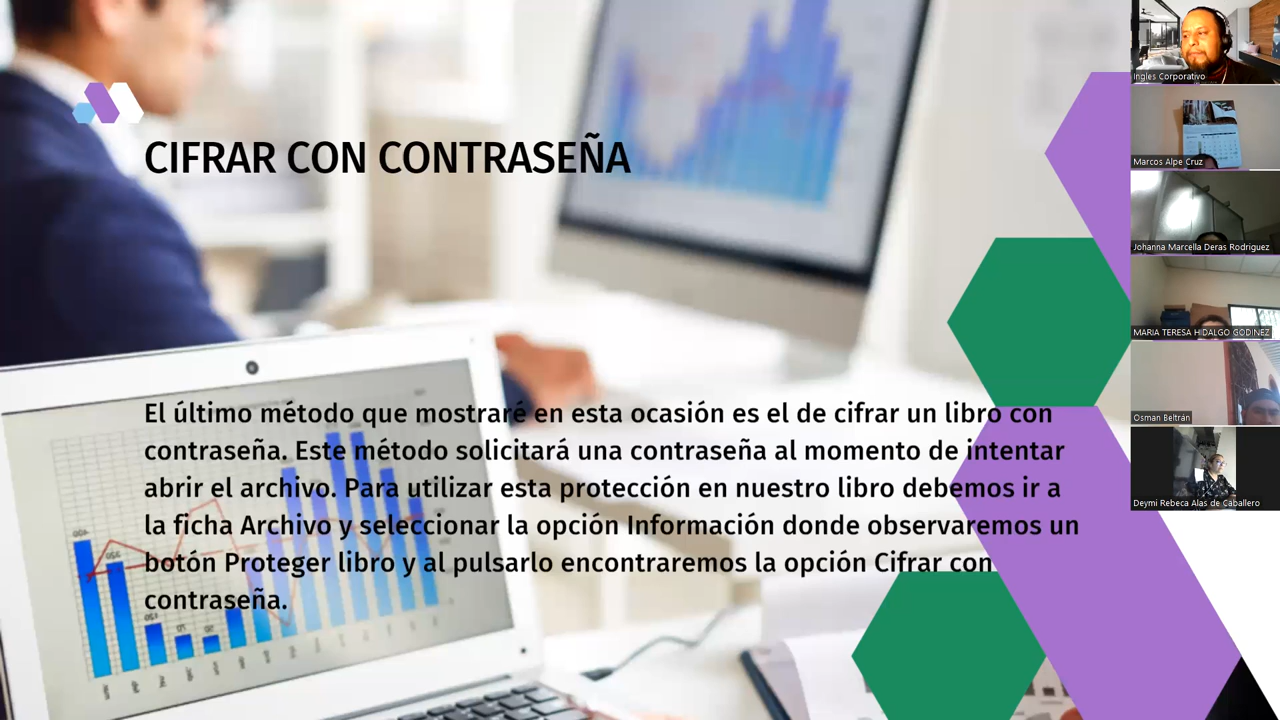 CIFRAR CON CONTRASEÑA
El último método que mostraré en esta ocasión es el de cifrar un libro con
contraseña. Este método solicitará una contraseña al momento de intentar
abrir el archivo. Para utilizar esta protección en nuestro libro debemos ir a
la ficha Archivo y seleccionar la opción Información donde observaremos un
botón Proteger libro y al pulsarlo encontraremos la opción Cifrar con
contraseña.
Ingles Corporativo
Marcos Alpe Cruz
Johanna Marcella Deras Rodriguez
MARIA TERESA HIDALGO GODINEZ
Osman Beltrán
Deymi Rebeca Alas de Caballero